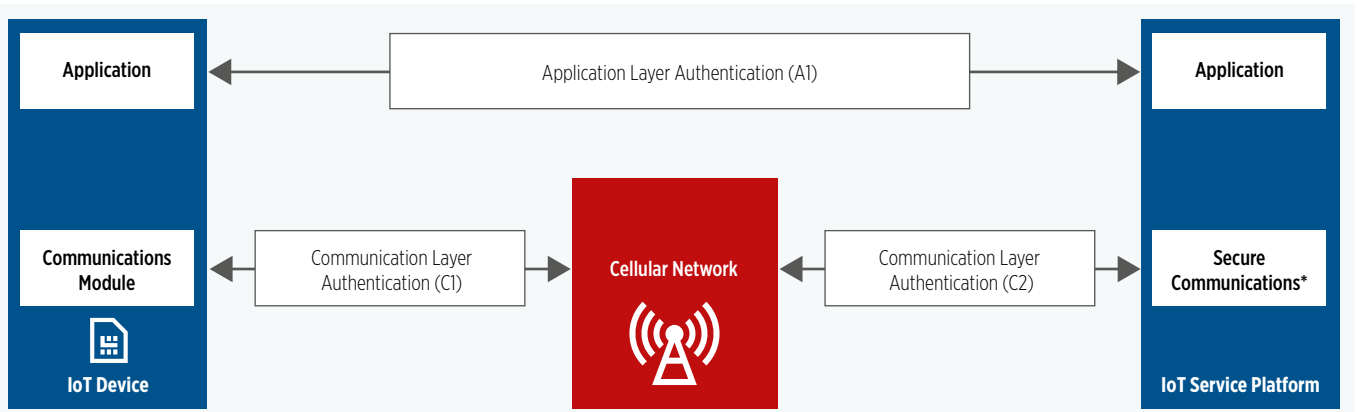 Application
Application Layer Authentication (A1)
Application
Communications
Module
Communication Layer
Authentication (C1)
Cellular Network
Communication Layer
Authentication (C2)
Secure
Communications*
IoT Device
IoT Service Platform